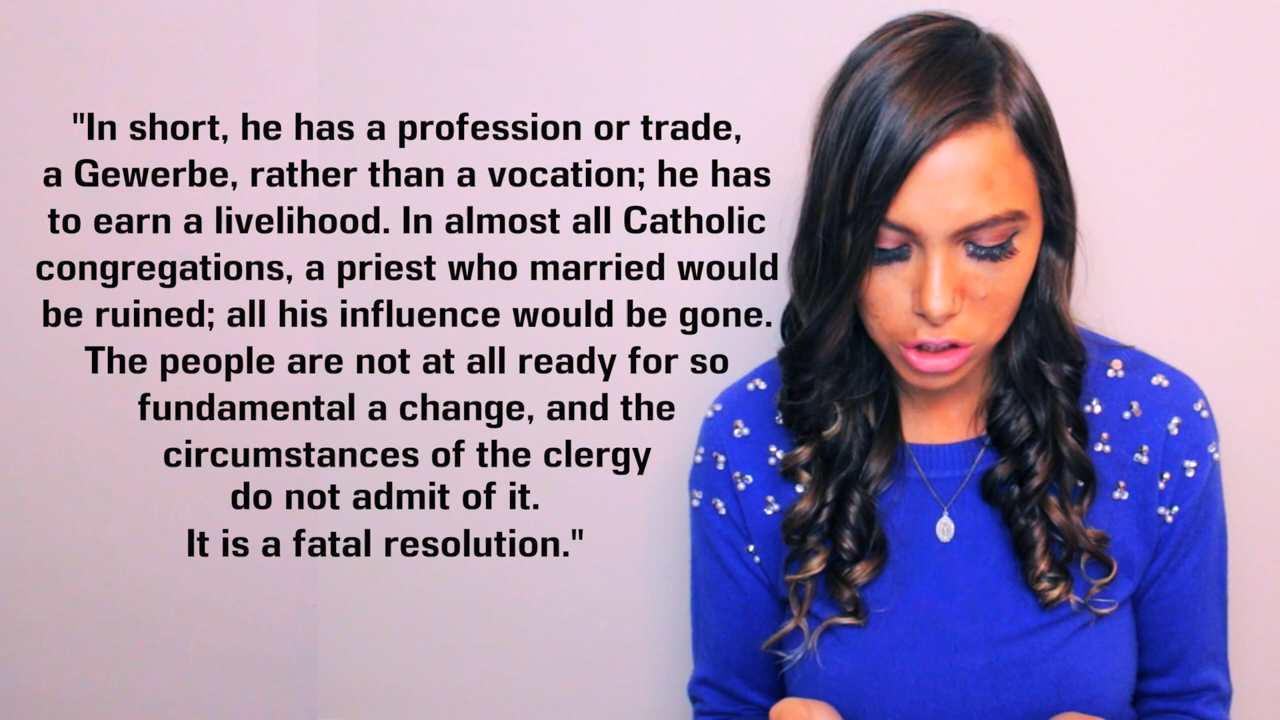 "In short, he has a profession or trade,
a Gewerbe, rather than a vocation; he has
to earn a livelihood. In almost all Catholic
congregations, a priest who married would
be ruined; all his influence would be gone.
The people are not at all ready for so
fundamental a change, and the
circumstances of the clergy
do not admit of it.
It is a fatal resolution."